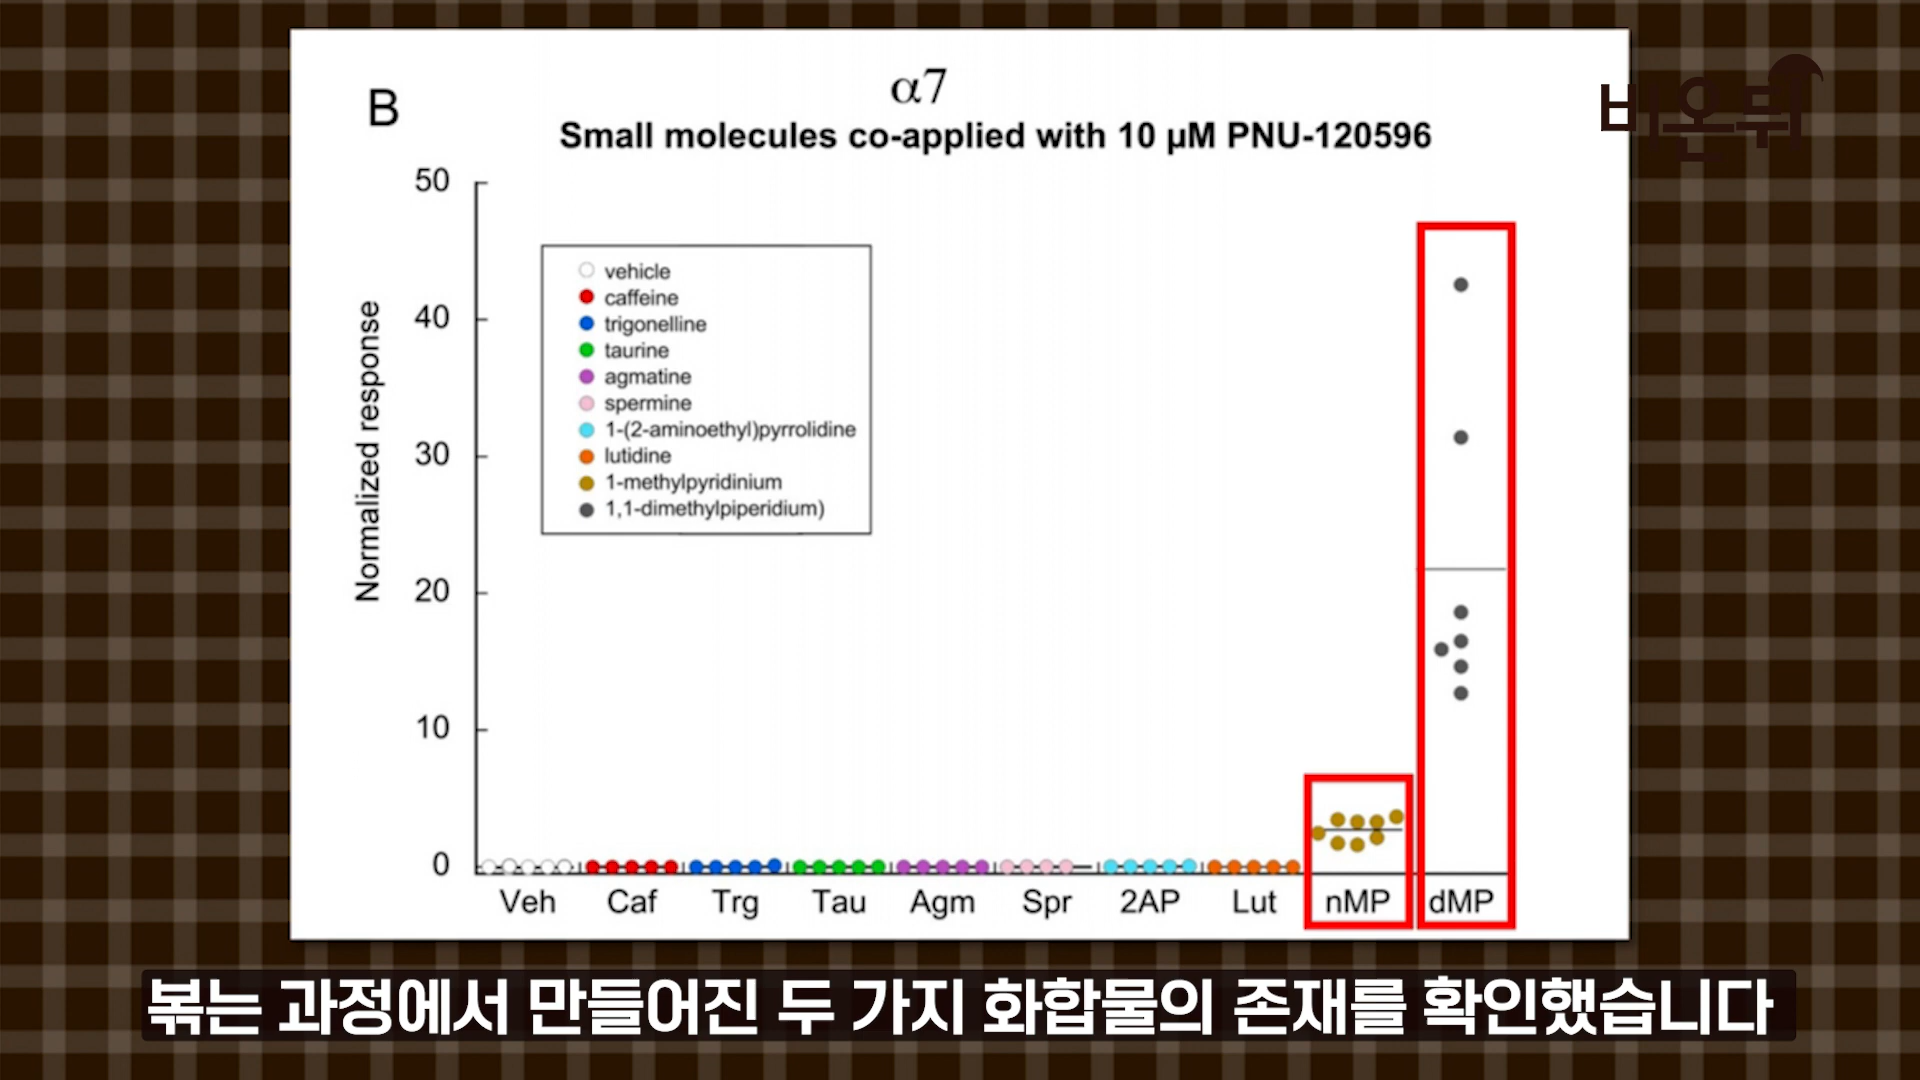 α7
B
Small molecules co-applied with 10 µM PNU-120596
비온뒤
50
40
30
20
10
0
Normalized response
vehicle
caffeine
trigonelline
taurine
agmatine
spermine
1-(2-aminoethyl)pyrrolidine
lutidine
1-methylpyridinium
1,1-dimethylpiperidium)
Veh Caf Trg Tau Agm Spr 2AP Lut nMP dMP
볶는 과정에서 만들어진 두 가지 화합물의 존재를 확인했습니다